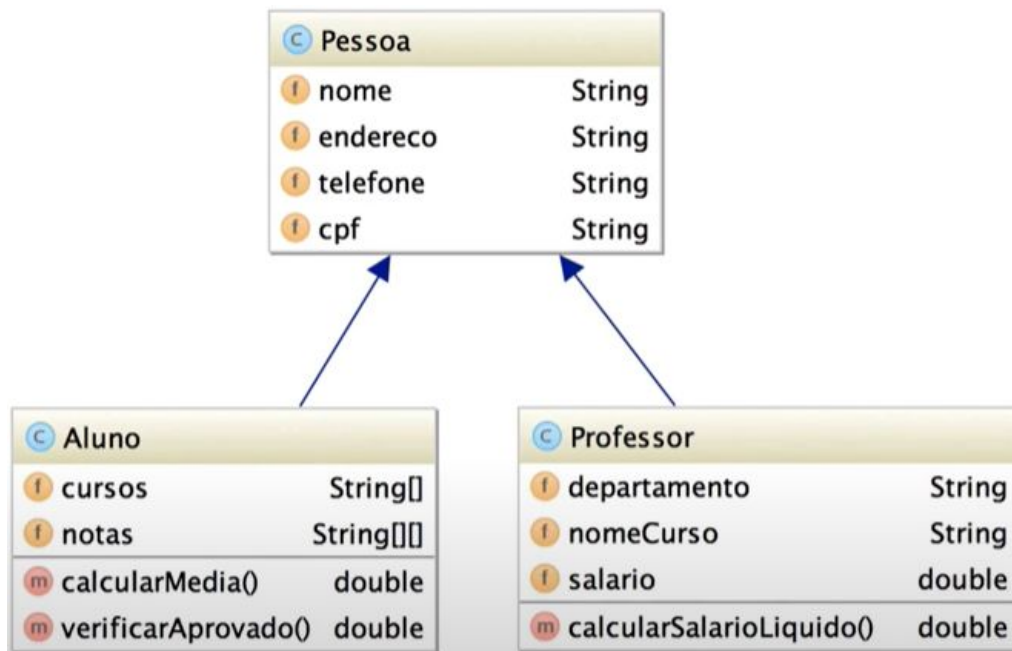 C Pessoa
f nome String
f endereco String
f telefone String
f cpf String
C Aluno
f cursos String[]
f notas String[][]
m calcularMedia() double
m verificarAprovado() double
C Professor
f departamento String
f nomeCurso String
f salario double
m calcularSalarioLiquido() double